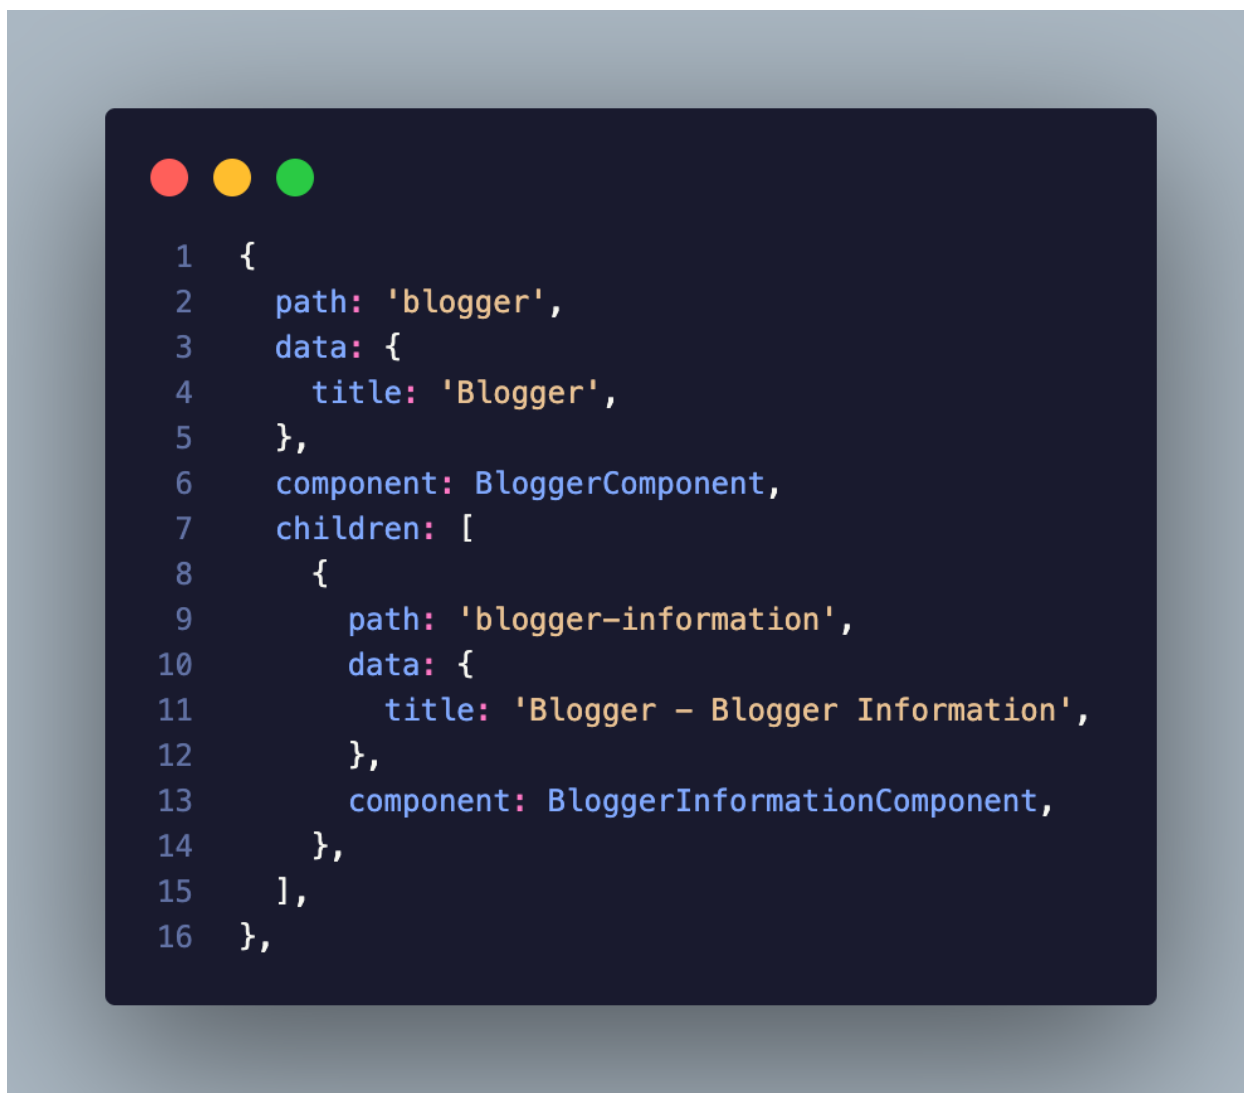 1 {
2   path: 'blogger',
3   data: {
4     title: 'Blogger',
5   },
6   component: BloggerComponent,
7   children: [
8     {
9       path: 'blogger-information',
10       data: {
11         title: 'Blogger - Blogger Information',
12       },
13       component: BloggerInformationComponent,
14     },
15   ],
16 },